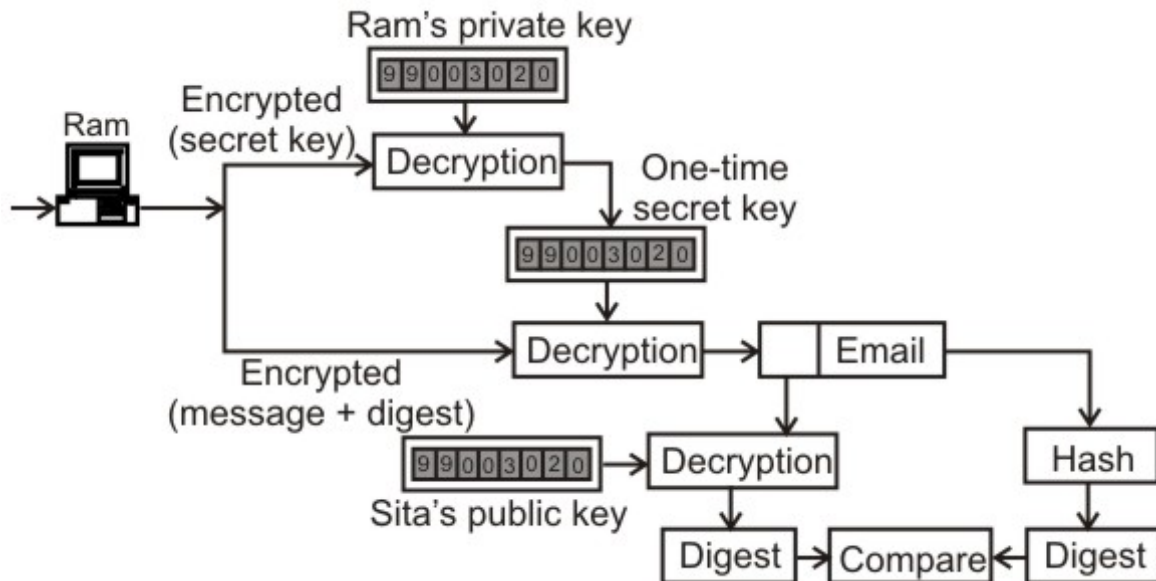 Ram's private key
99003020
Encrypted
(secret key)
Ram
Decryption
One-time
secret key
99003020
Decryption
Email
Encrypted
(message + digest)
99003020
Sita's public key
Decryption
Hash
Digest
Compare
Digest